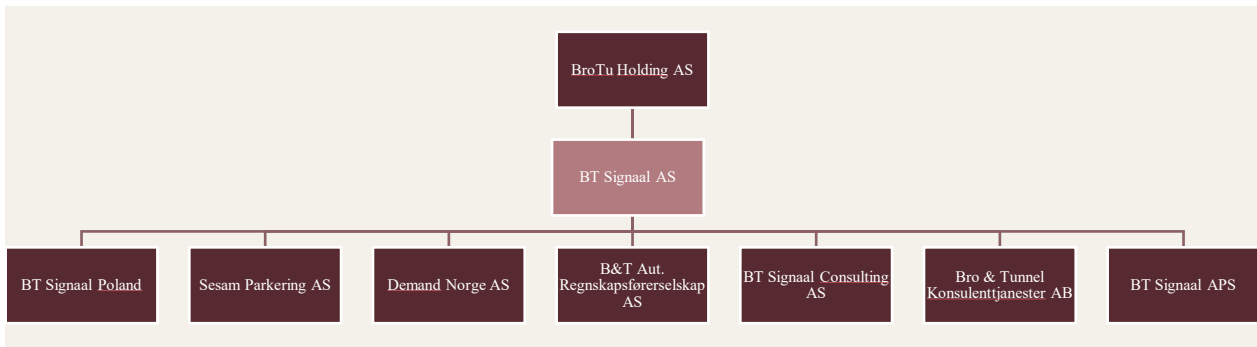 BroTu Holding AS
BT Signaal AS
BT Signaal Poland
Sesam Parkering AS
Demand Norge AS
B&T Aut.
Regnskapsførerselskap
AS
BT Signaal Consulting
AS
Bro & Tunnel
Konsulenttjanester AB
BT Signaal APS